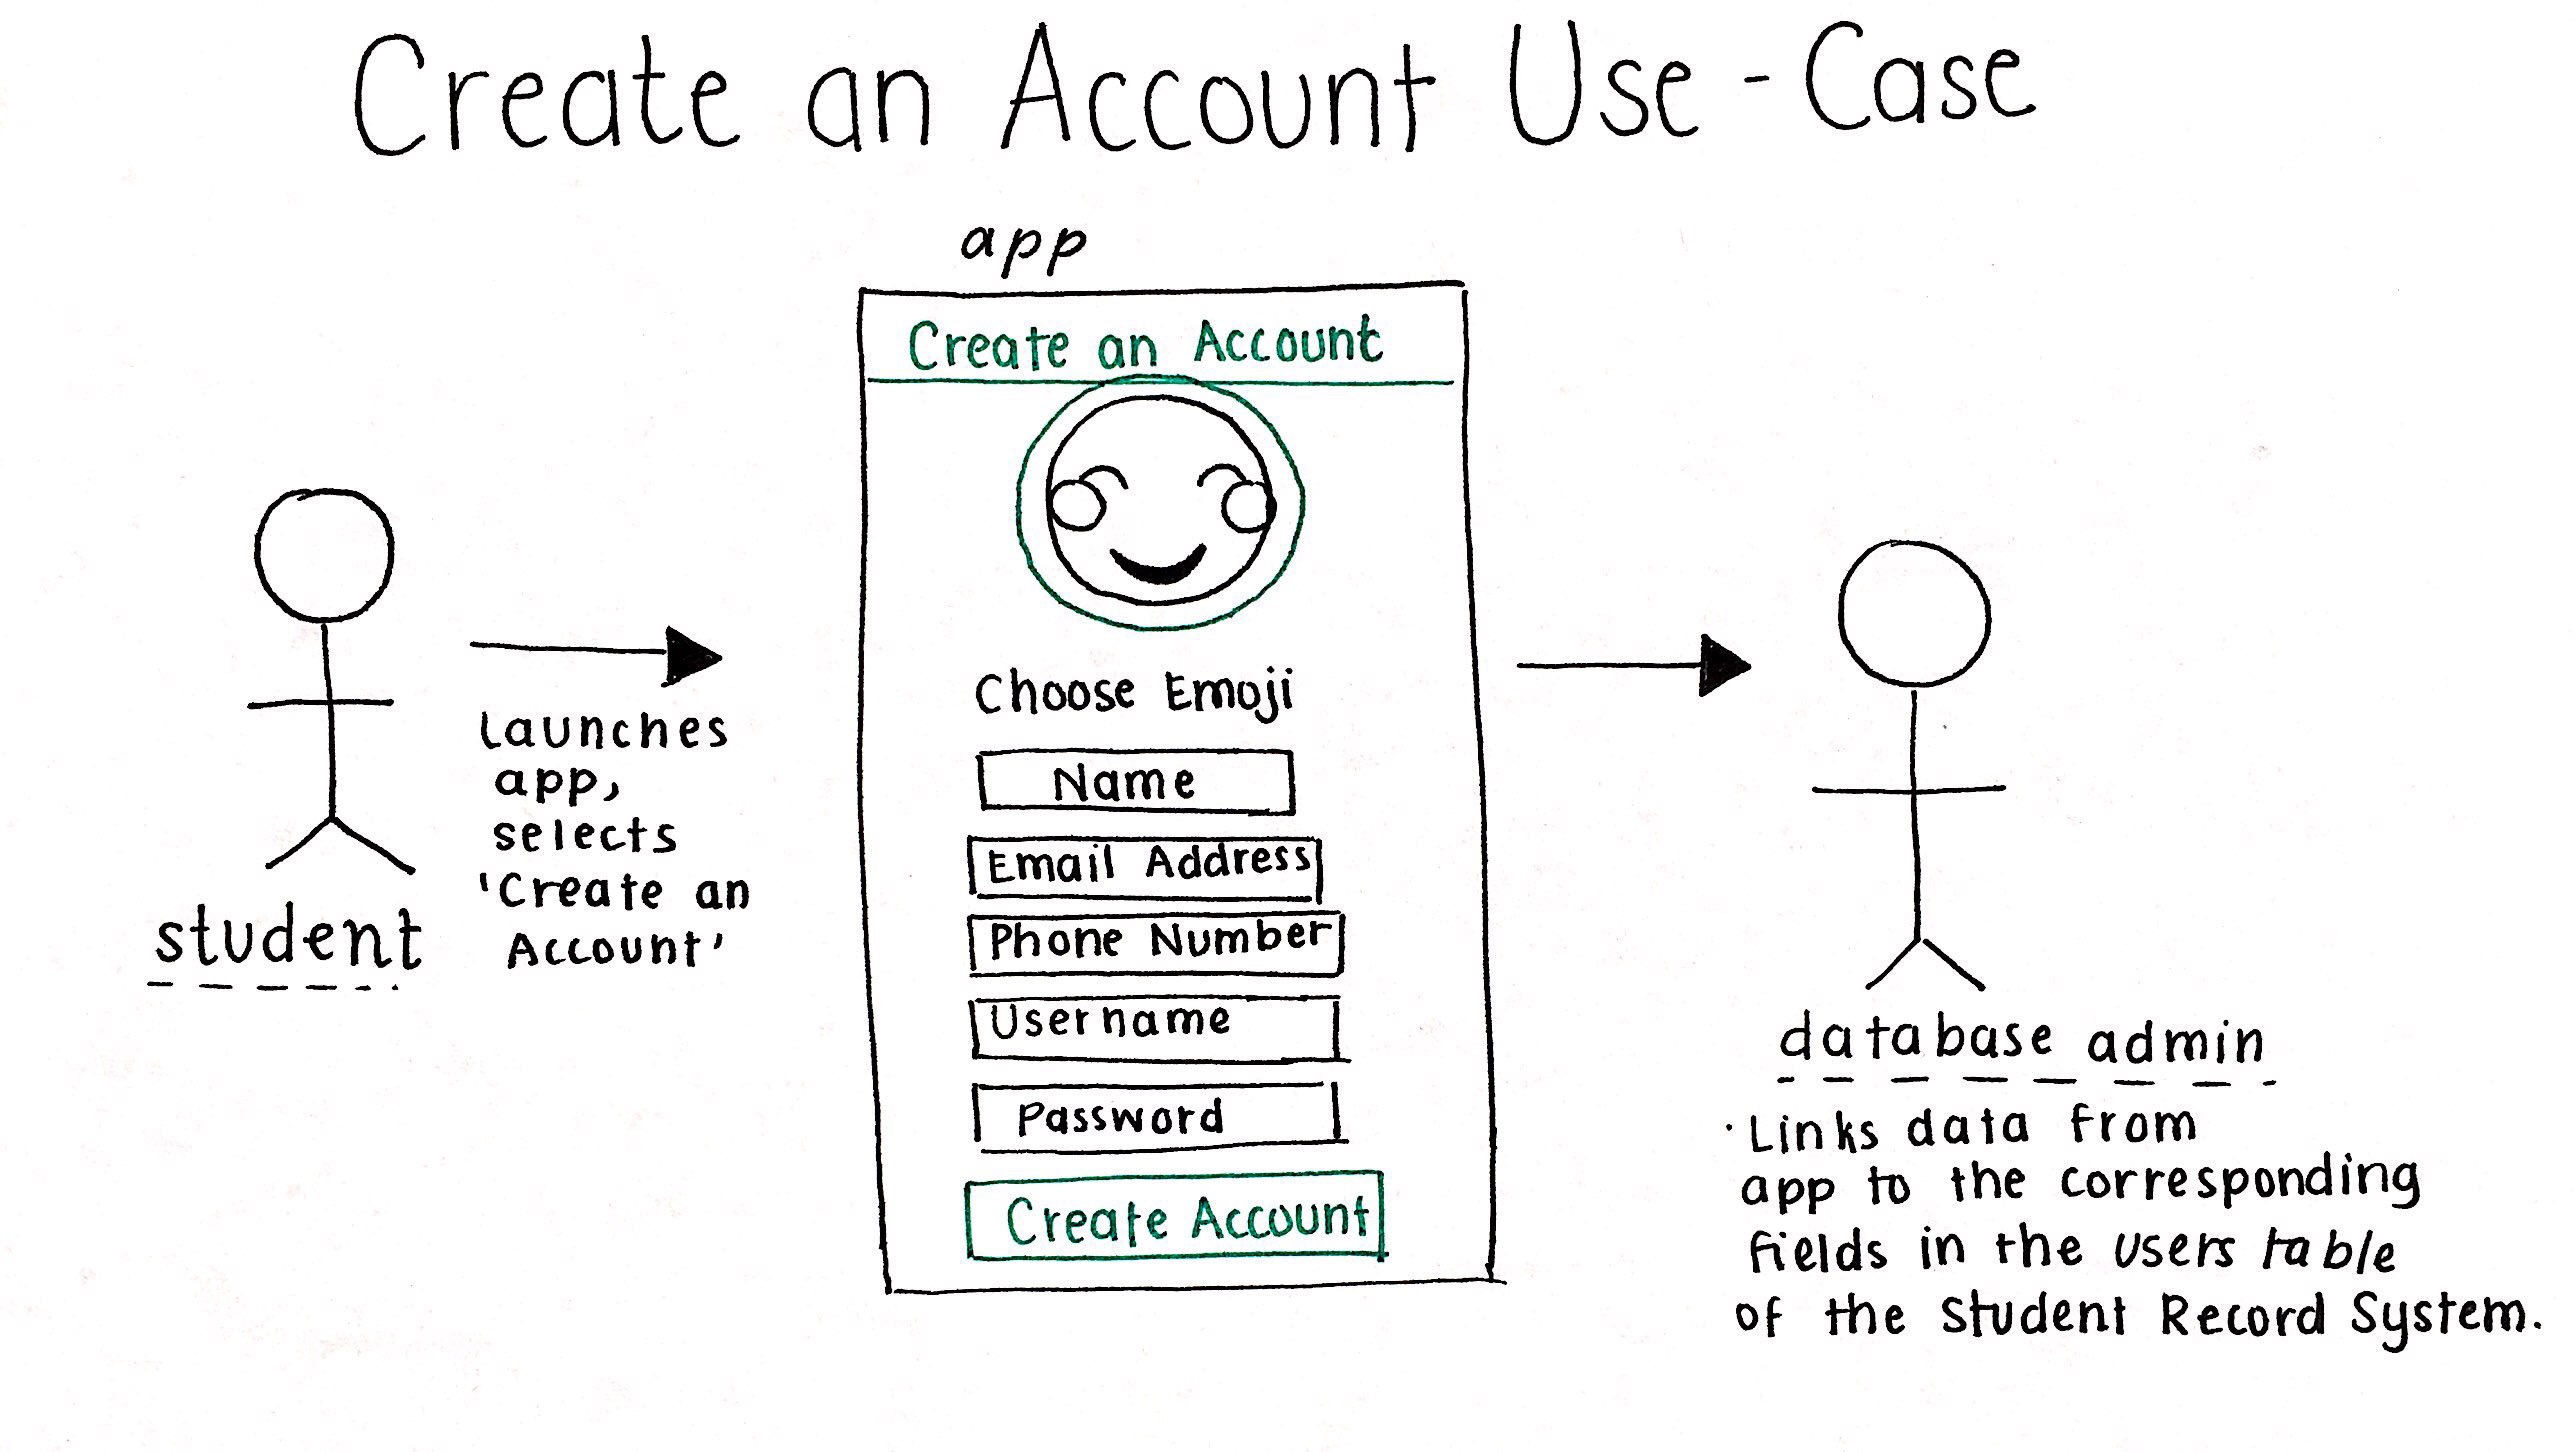 Create an Account Use-Case
app
Create an Account
Choose Emoji
Name
Email Address
Phone Number
Username
Password
Create Account
Launches
app,
selects
'Create an
Account'
student
database admin
· Links data from
app to the corresponding
fields in the users table
of the Student Record System.